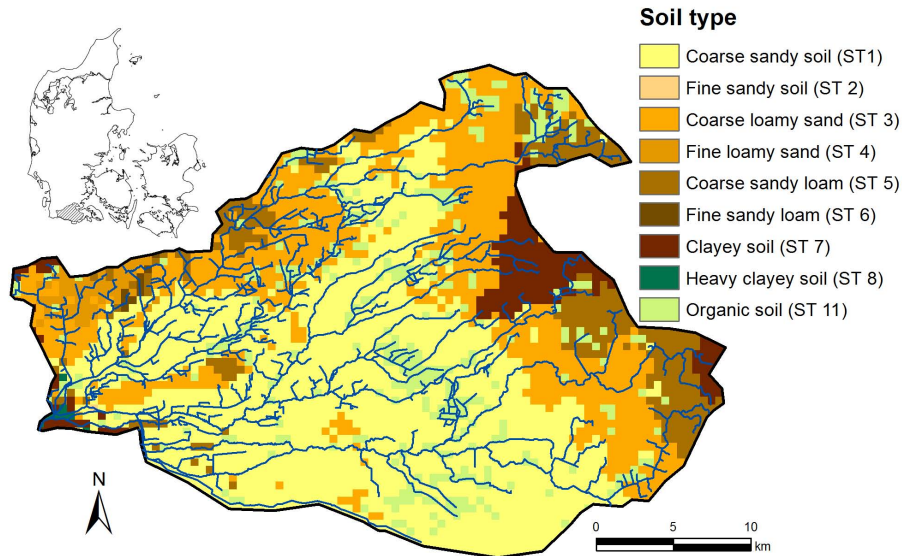 Soil type
Coarse sandy soil (ST1)
Fine sandy soil (ST 2)
Coarse loamy sand (ST 3)
Fine loamy sand (ST 4)
Coarse sandy loam (ST 5)
Fine sandy loam (ST 6)
Clayey soil (ST 7)
Heavy clayey soil (ST 8)
Organic soil (ST 11)
N
0 5 10
km